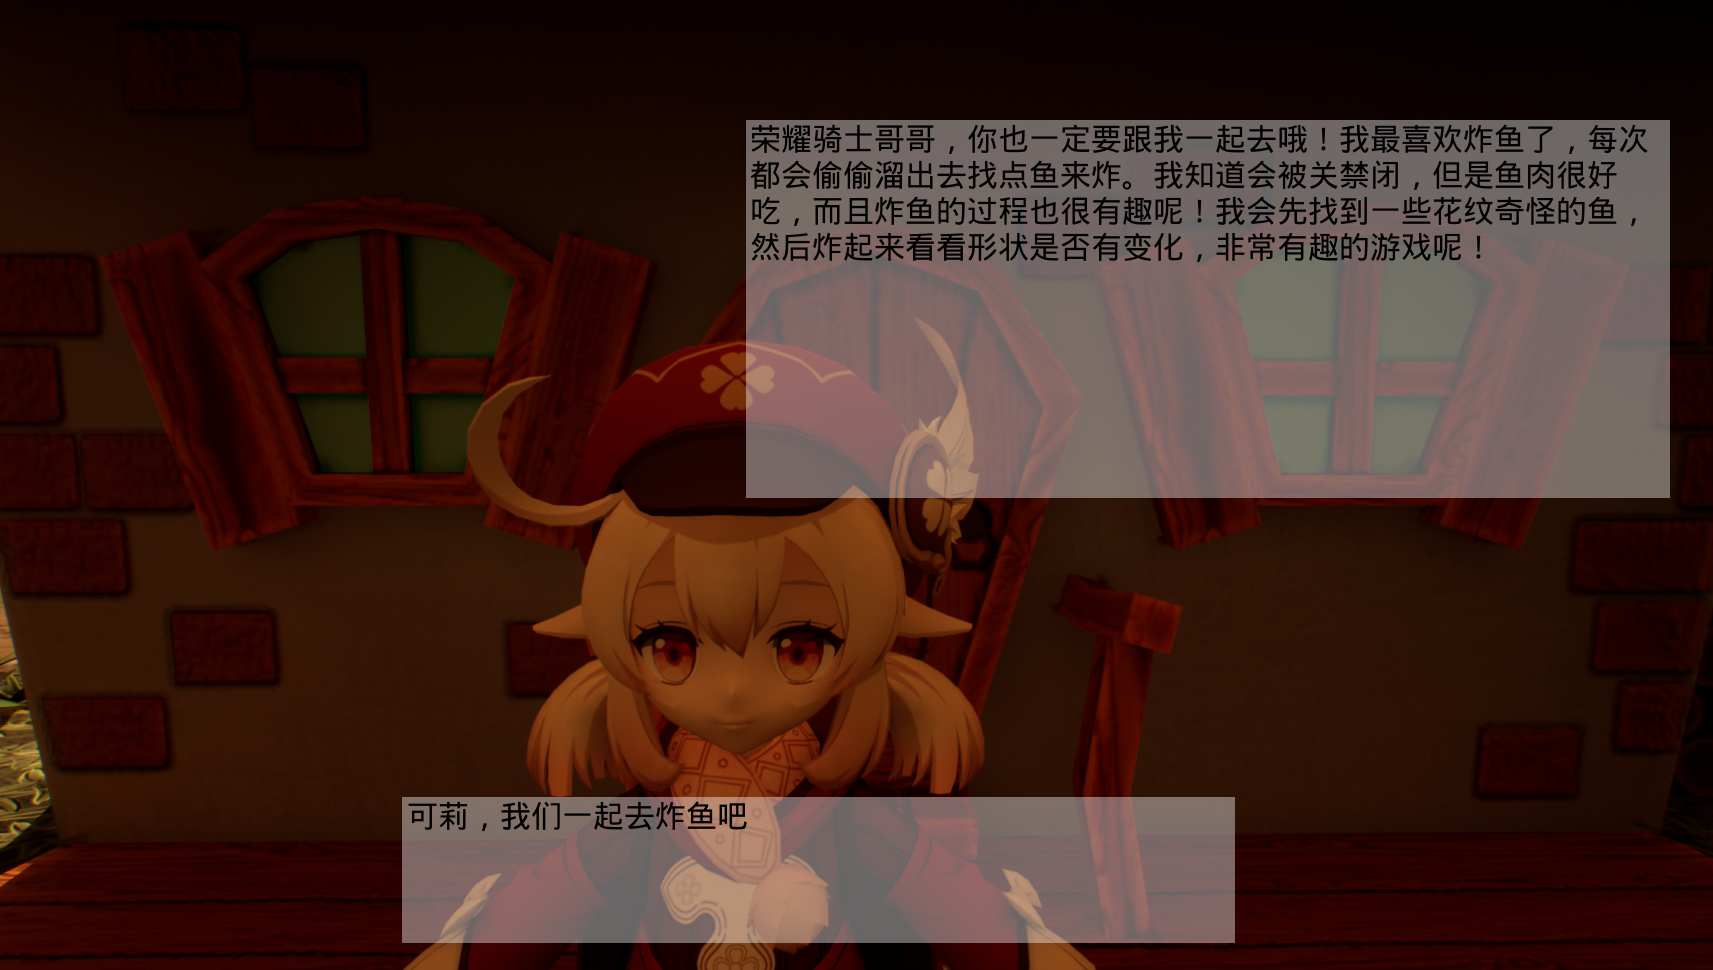 荣耀骑士哥哥，你也一定要跟我一起去哦！我最喜欢炸鱼了，每次
都会偷偷溜出去找点鱼来炸。我知道会被关禁闭，但是鱼肉很好
吃，而且炸鱼的过程也很有趣呢！我会先找到一些花纹奇怪的鱼，
然后炸起来看看形状是否有变化，非常有趣的游戏呢！
可莉，我们一起去炸鱼吧